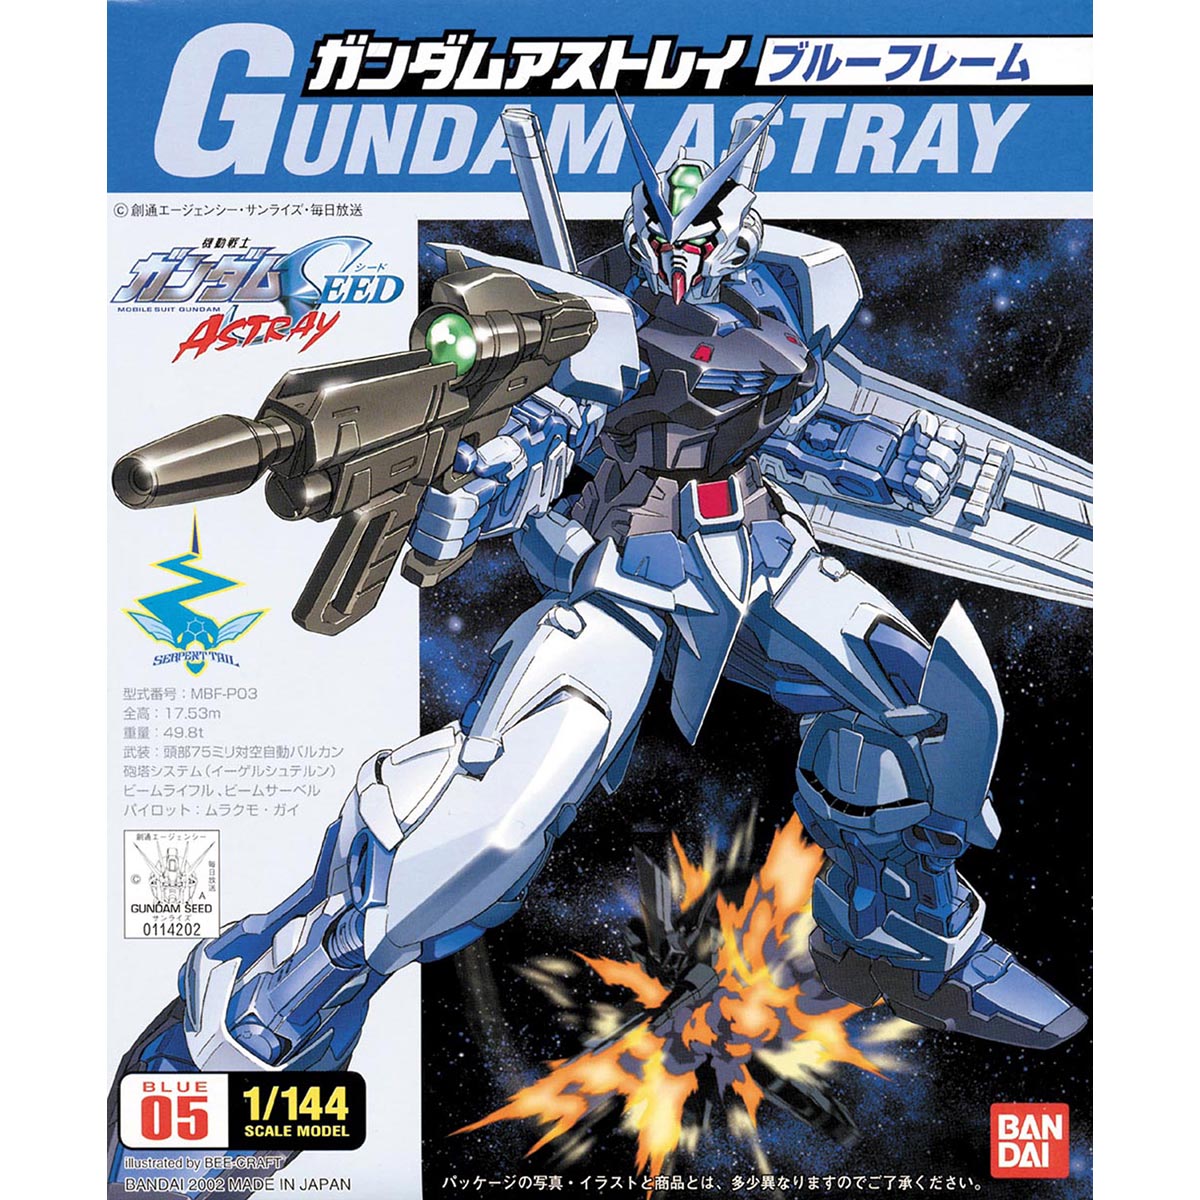 ガンダムアストレイ ブルーフレーム
GUNDAM ASTRAY
©創通エージェンシー・サンライズ・毎日放送
機動戦士
ガンダムSEED
シード
MOBILE SUIT GUNDAM
ASTRAY
SERPENT TAIL
型式番号：MBF-P03
全高：17.53m
重量：49.8t
武装：頭部75ミリ対空自動バルカン
砲塔システム(イーゲルシュテルン)
ビームライフル、ビームサーベル
パイロット：ムラクモ・ガイ
創通エージェンシー
毎日放送
©
A
GUNDAM SEED
サンライズ
0114202
BLUE
05
1/144
SCALE MODEL
illustrated by BEE-CRAFT
BANDAI 2002 MADE IN JAPAN
パッケージの写真・イラストと商品とは、多少異なりますのでご了承ください。
BAN
DAI